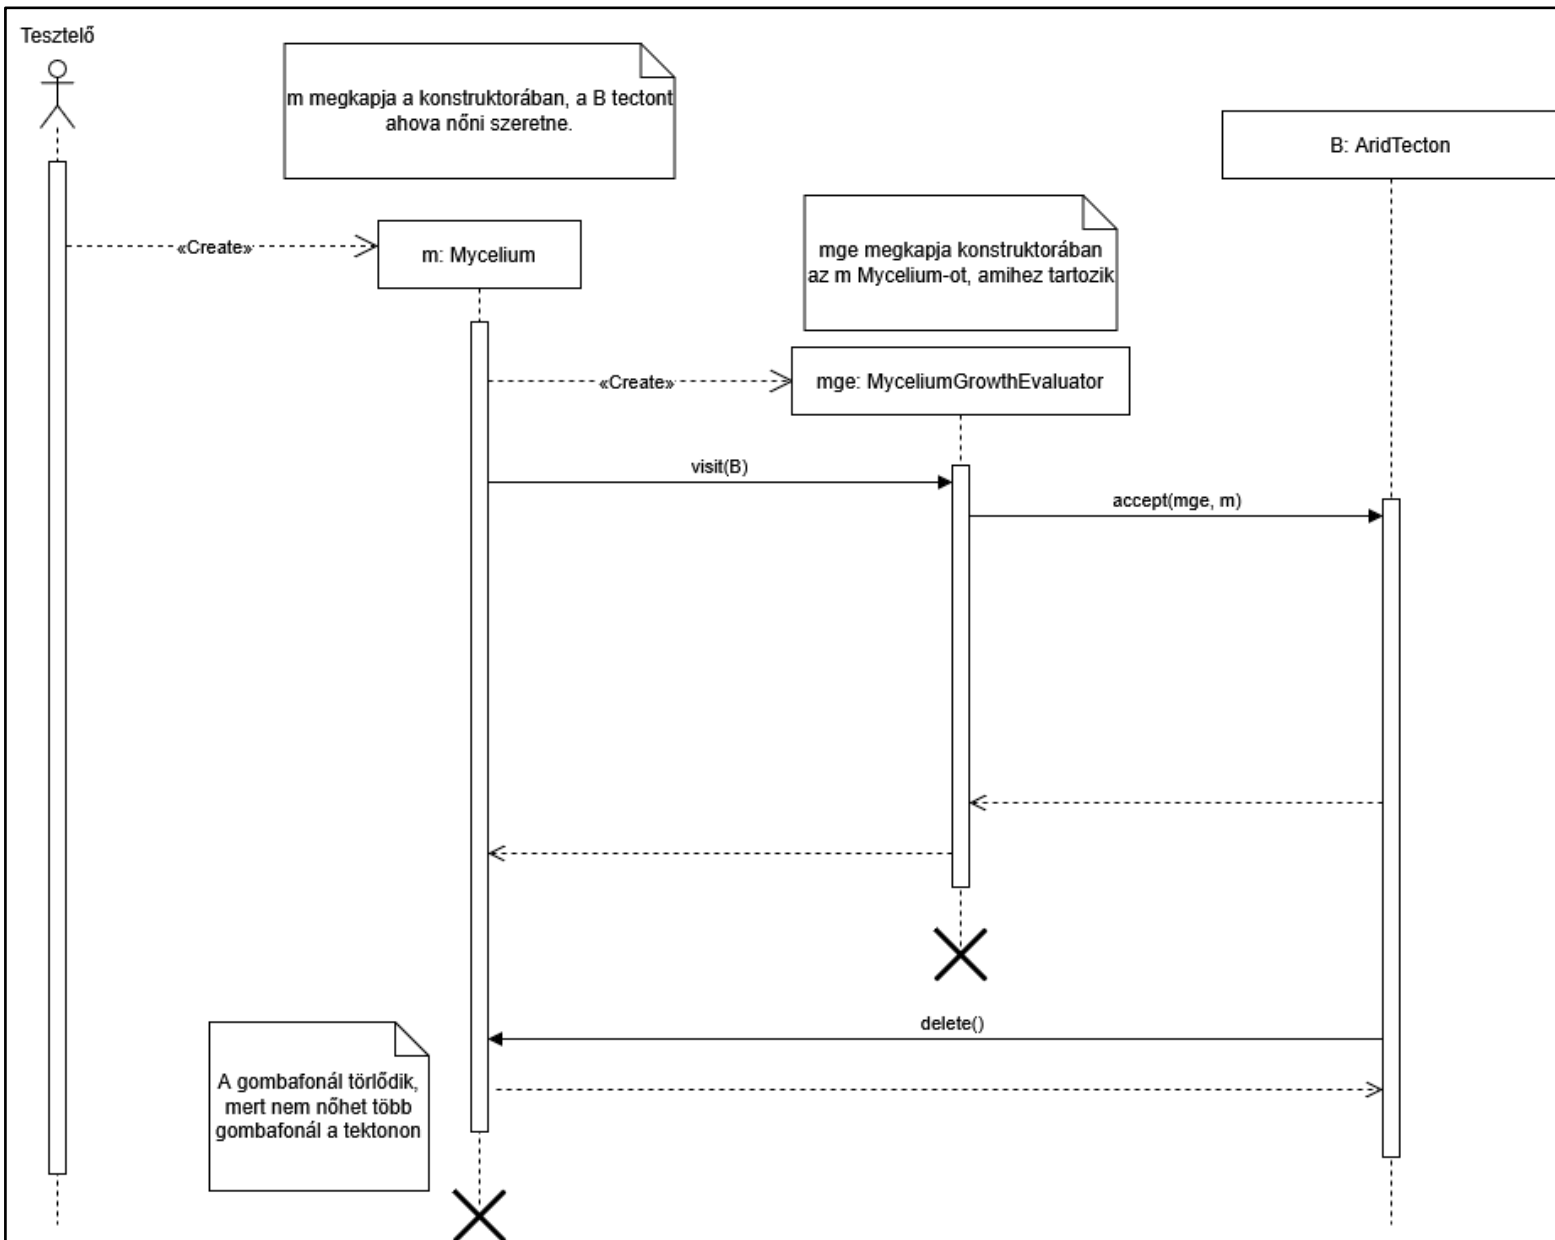 Tesztelő
m megkapja a konstruktorában, a B tectont
ahova nőni szeretne.
B: AridTecton
«Create»
m: Mycelium
mge megkapja konstruktorában
az m Mycelium-ot, amihez tartozik
«Create»
mge: MyceliumGrowthEvaluator
visit(B)
accept(mge, m)
delete()
A gombafonál törlődik,
mert nem nőhet több
gombafonál a tektonon